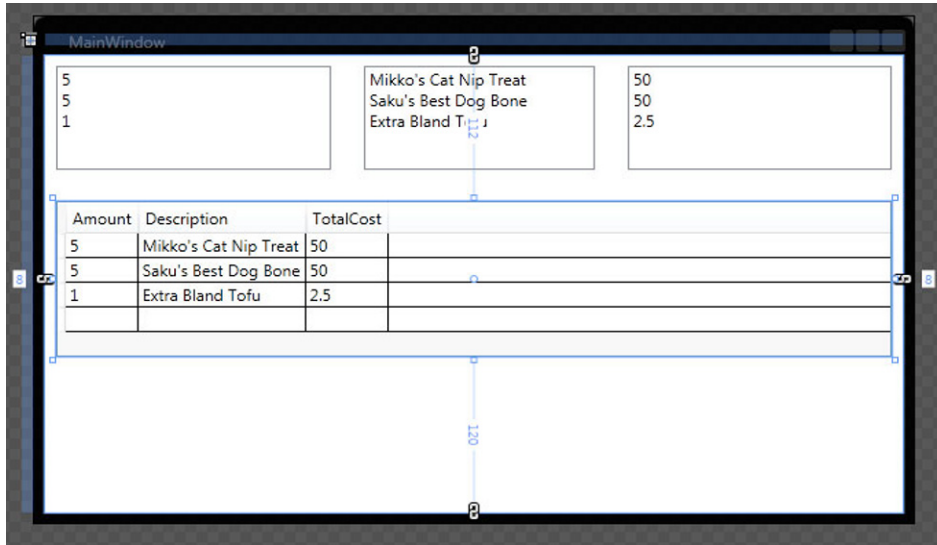 MainWindow
5
5
1
Mikko's Cat Nip Treat
Saku's Best Dog Bone
Extra Bland
50
50
2.5
112
Amount Description TotalCost
5 Mikko's Cat Nip Treat 50
5 Saku's Best Dog Bone 50
1 Extra Bland Tofu 2.5
8 8
120